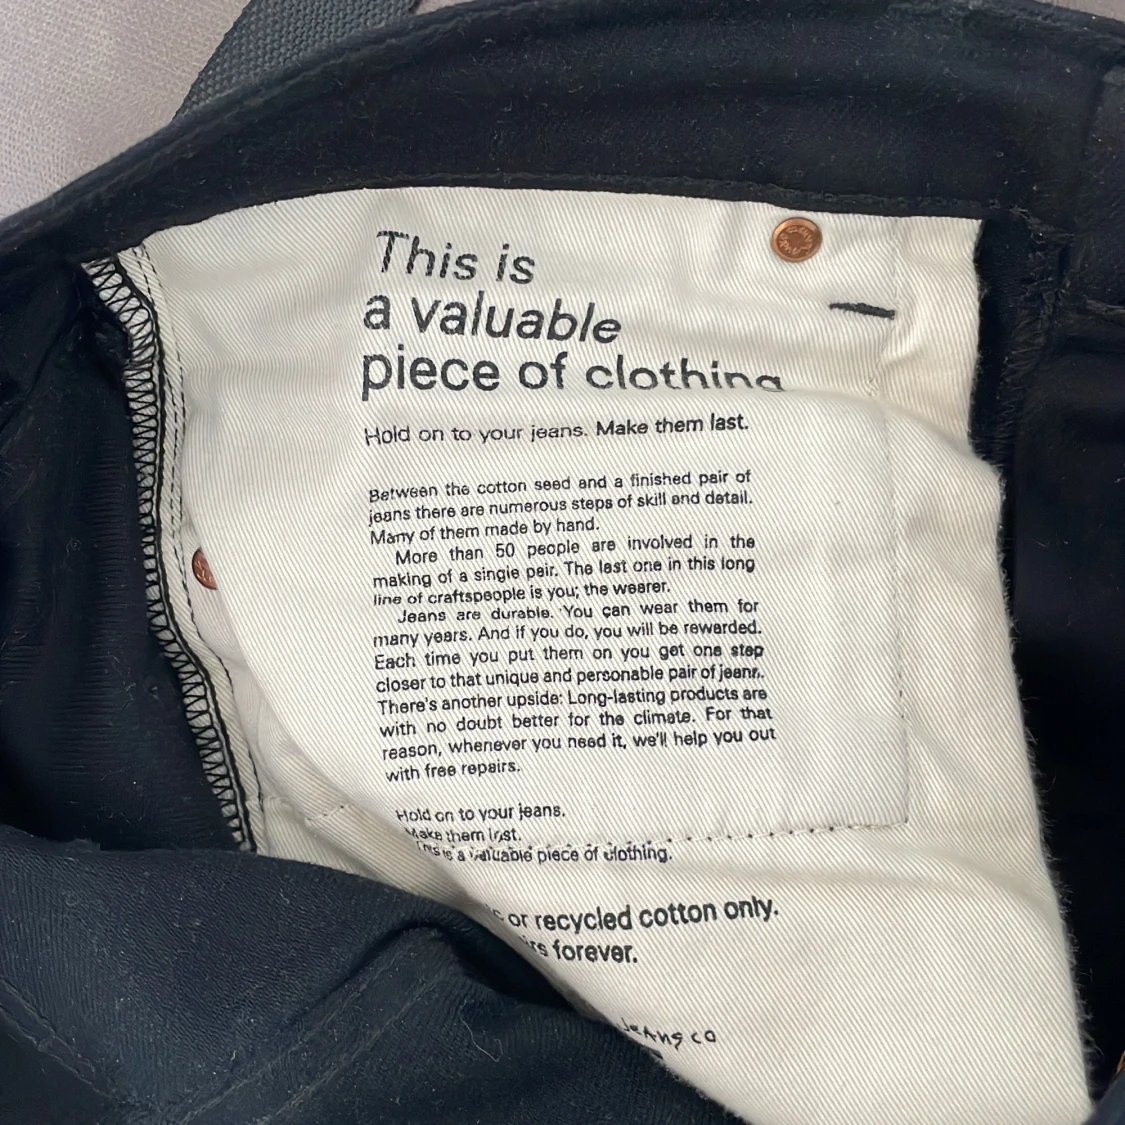 This is
a valuable
piece of clothing
Hold on to your jeans. Make them last.
Between the cotton seed and a finished pair of
jeans there are numerous steps of skill and detail.
Many of them made by hand.
More than 50 people are involved in the
making of a single pair. The last one in this long
line of craftspeople is you; the wearer.
Jeans are durable. You can wear them for
many years. And if you do, you will be rewarded.
Each time you put them on you get one step
closer to that unique and personable pair of jeans.
There's another upside: Long-lasting products are
with no doubt better for the climate. For that
reason, whenever you need it, we'll help you out
with free repairs.
Hold on to your jeans.
Make them last.
This is a valuable piece of clothing.
or recycled cotton only.
forever.
Jeans co